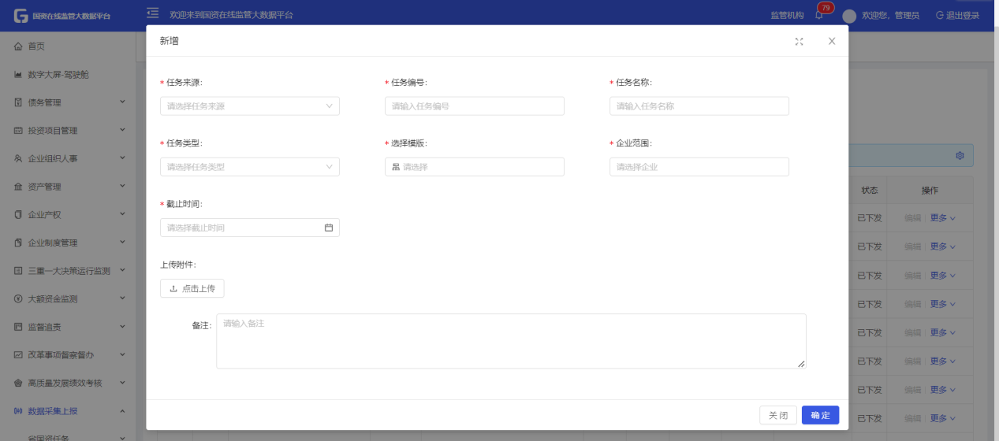 国资在线监管大数据平台
欢迎来到国资在线监管大数据平台
监管机构
79
欢迎您，管理员
退出登录
首页
数字大屏-驾驶舱
债务管理
投资项目管理
企业组织人事
资产管理
企业产权
企业制度管理
三重一大决策运行监测
大额资金监测
监督追责
改革事项督察督办
高质量发展绩效考核
数据采集上报
省国资任务
新增
* 任务来源:
请选择任务来源
* 任务编号:
请输入任务编号
* 任务名称:
请输入任务名称
* 任务类型:
请选择任务类型
* 选择模版:
请选择
* 企业范围:
请选择企业
* 截止时间:
请选择截止时间
上传附件:
点击上传
备注:
请输入备注
关闭
确定
状态 操作
已下发 编辑 更多
已下发 编辑 更多
已下发 编辑 更多
已下发 编辑 更多
已下发 编辑 更多
已下发 编辑 更多
已下发 编辑 更多
已下发 编辑 更多